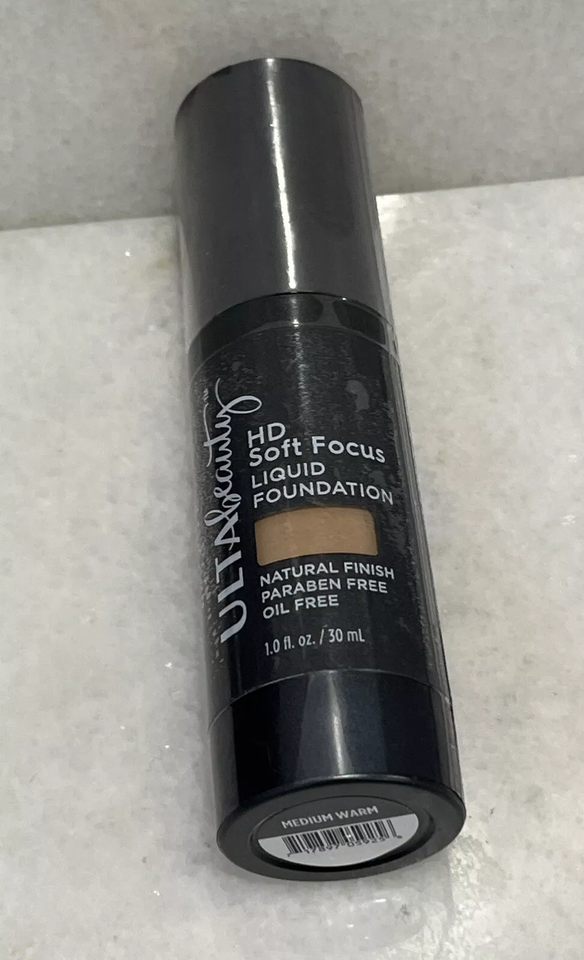 ULTA beauty™
HD
Soft Focus
LIQUID
FOUNDATION
NATURAL FINISH
PARABEN FREE
OIL FREE
1.0 fl. oz. / 30 mL
MEDIUM WARM